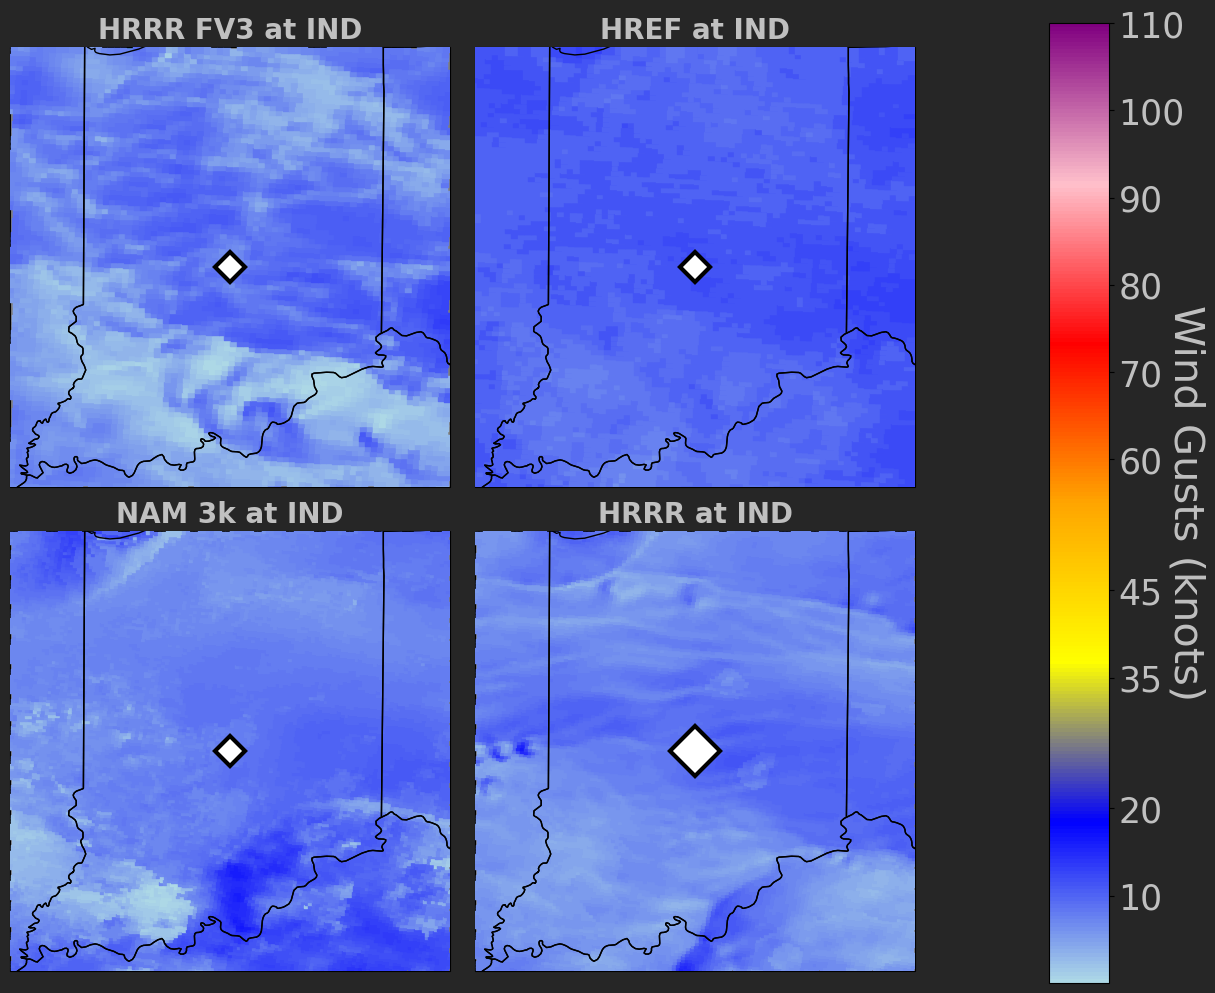 HRRR FV3 at IND
HREF at IND
NAM 3k at IND
HRRR at IND
110
100
90
80
70
60
45
35
20
10
Wind Gusts (knots)